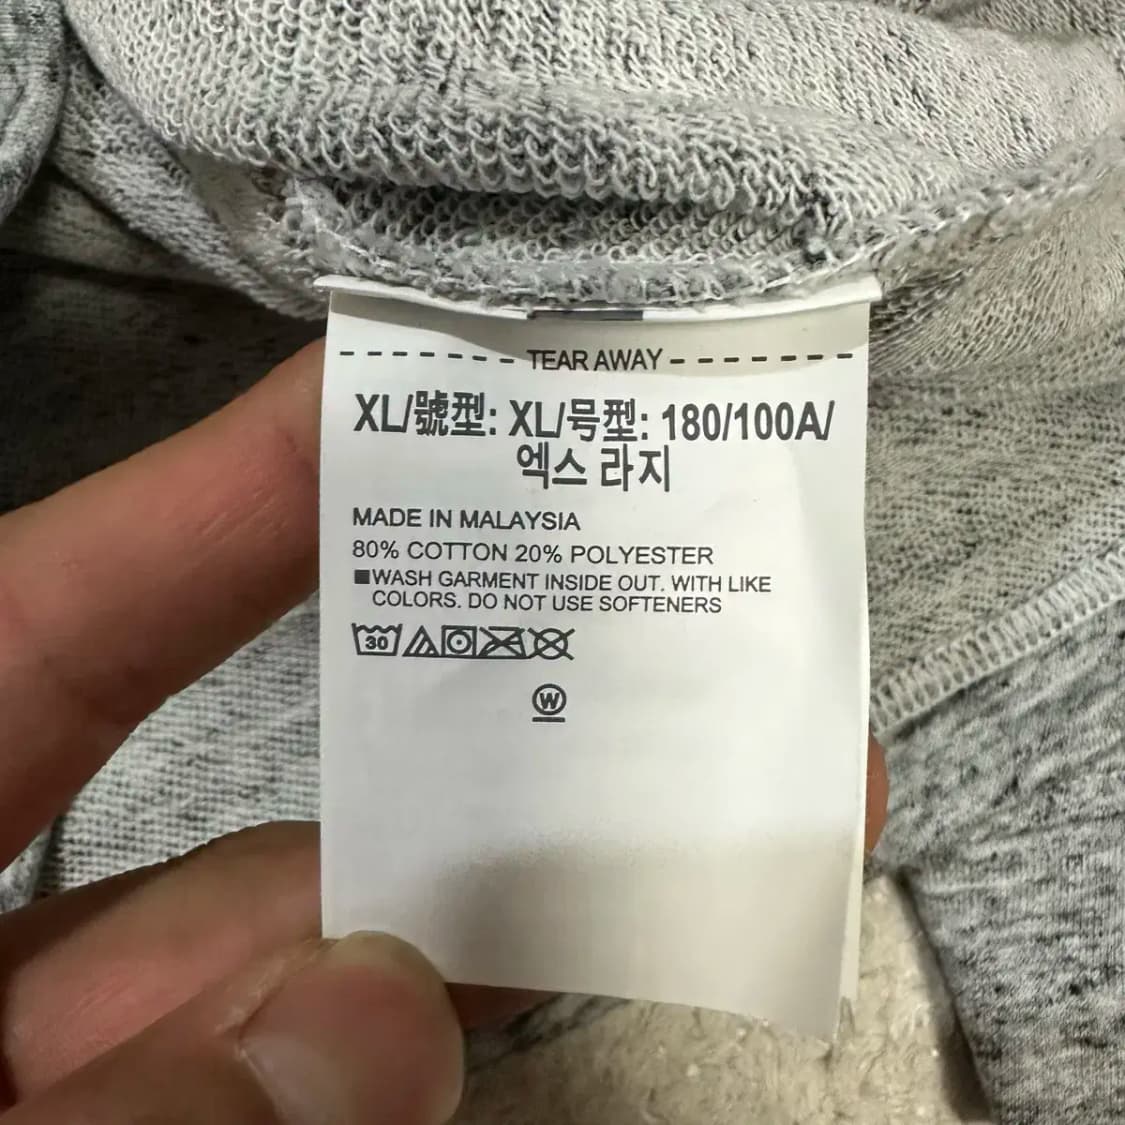 TEAR AWAY
XL/號型: XL/号型: 180/100A/
엑스 라지
MADE IN MALAYSIA
80% COTTON 20% POLYESTER
■WASH GARMENT INSIDE OUT. WITH LIKE
COLORS. DO NOT USE SOFTENERS
30
W